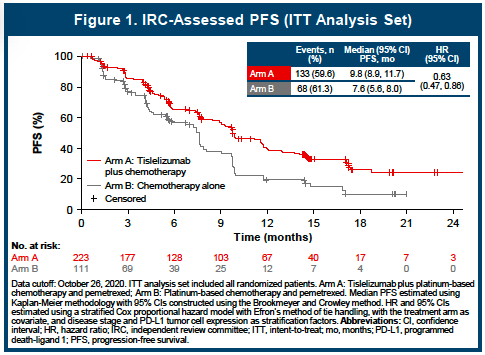 Figure 1. IRC-Assessed PFS (ITT Analysis Set)
Events, n (%) Median (95% CI) PFS, mo HR (95% CI)
Arm A 133 (59.6) 9.8 (8.9, 11.7) 0.63 (0.47, 0.86)
Arm B 68 (61.3) 7.6 (5.6, 8.0)
PFS (%)
100
80
60
40
20
0
Arm A: Tislelizumab
plus chemotherapy
Arm B: Chemotherapy alone
Censored
0 3 6 9 12 15 18 21 24
Time (months)
No. at risk:
Arm A 223 177 128 103 67 40 17 7 3
Arm B 111 69 39 25 12 7 4 0 0
Data cutoff: October 26, 2020. ITT analysis set included all randomized patients. Arm A: Tislelizumab plus platinum-based
chemotherapy and pemetrexed; Arm B: Platinum-based chemotherapy and pemetrexed. Median PFS estimated using
Kaplan-Meier methodology with 95% CIs constructed using the Brookmeyer and Crowley method. HR and 95% CIs
estimated using a stratified Cox proportional hazard model with Efron's method of tie handling, with the treatment arm as
covariate, and disease stage and PD-L1 tumor cell expression as stratification factors. Abbreviations: CI, confidence
interval; HR, hazard ratio; IRC, independent review committee; ITT, intent-to-treat; mo, months; PD-L1, programmed
death-ligand 1; PFS, progression-free survival.